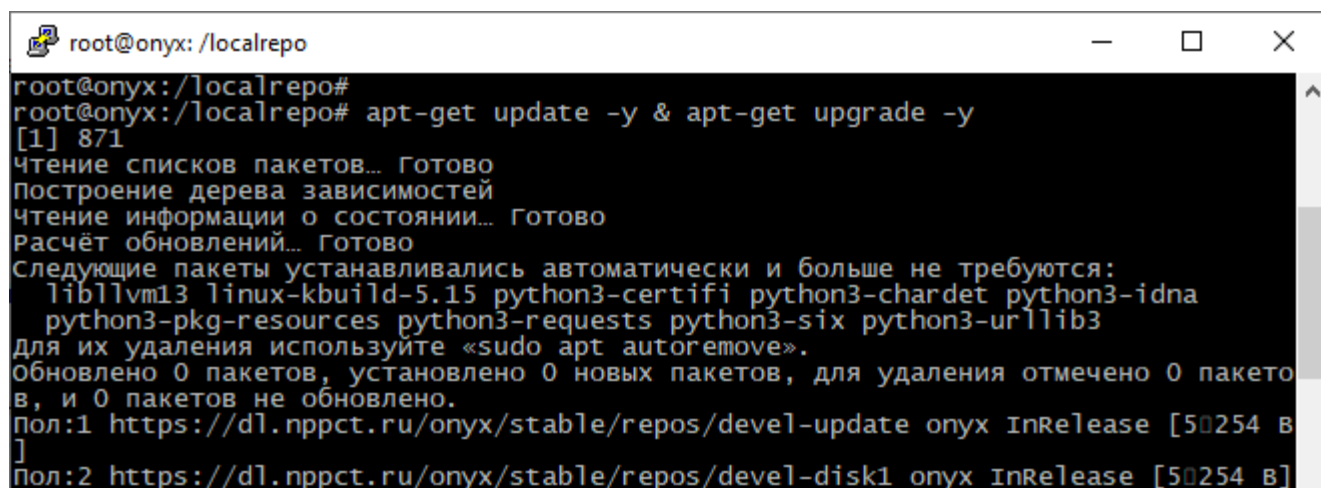 root@onyx: /localrepo
root@onyx:/localrepo#
root@onyx:/localrepo# apt-get update -y & apt-get upgrade -y
[1] 871
Чтение списков пакетов… Готово
Построение дерева зависимостей
Чтение информации о состоянии… Готово
Расчёт обновлений… Готово
Следующие пакеты устанавливались автоматически и больше не требуются:
  libllvm13 linux-kbuild-5.15 python3-certifi python3-chardet python3-idna
  python3-pkg-resources python3-requests python3-six python3-urllib3
Для их удаления используйте «sudo apt autoremove».
Обновлено 0 пакетов, установлено 0 новых пакетов, для удаления отмечено 0 пакето
в, и 0 пакетов не обновлено.
Пол:1 https://dl.nppct.ru/onyx/stable/repos/devel-update onyx InRelease [5▯254 B
]
Пол:2 https://dl.nppct.ru/onyx/stable/repos/devel-disk1 onyx InRelease [5▯254 B]